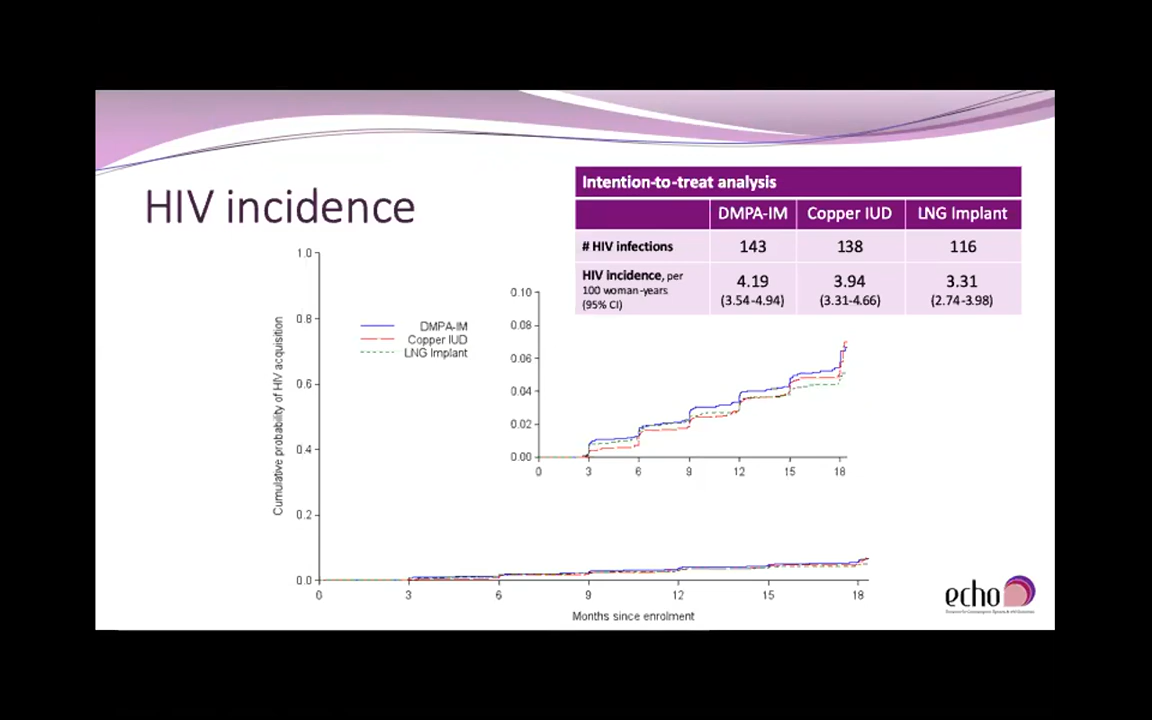 HIV incidence
Intention-to-treat analysis
DMPA-IM Copper IUD LNG Implant
# HIV infections 143 138 116
HIV incidence, per
100 woman-years
(95% CI)
4.19 3.94 3.31
(3.54-4.94) (3.31-4.66) (2.74-3.98)
Cumulative probability of HIV acquisition
1.0
0.8
0.6
0.4
0.2
0.0
0 3 6 9 12 15 18
Months since enrolment
DMPA-IM
Copper IUD
LNG Implant
0.10
0.08
0.06
0.04
0.02
0.00
0 3 6 9 12 15 18
echo